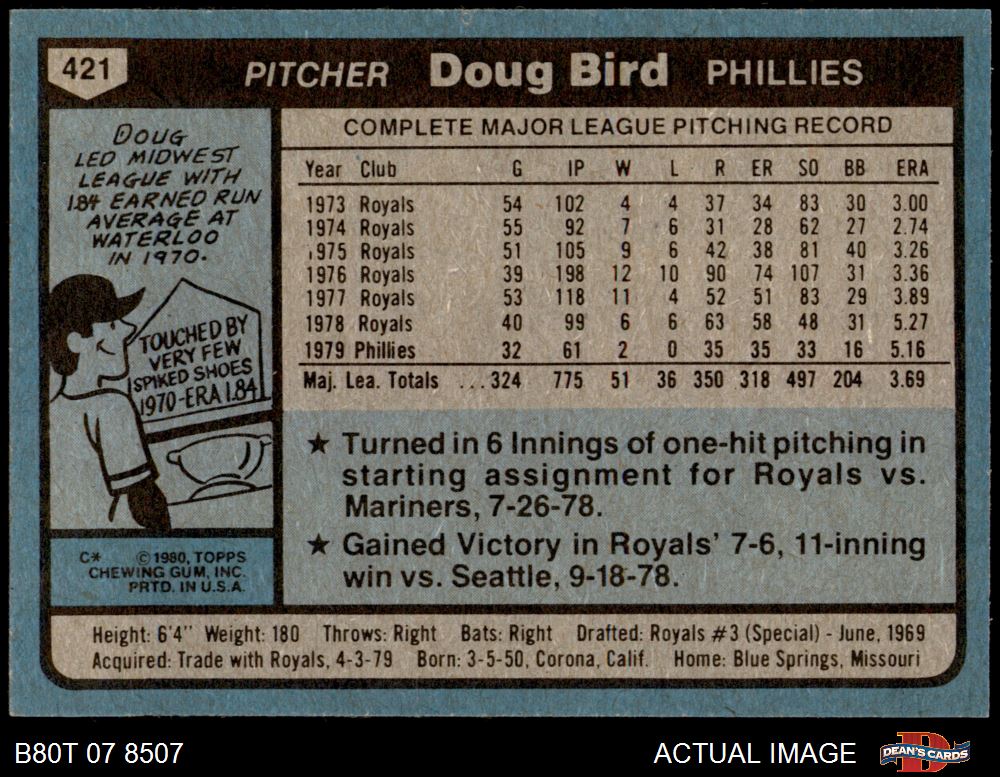 421
PITCHER Doug Bird PHILLIES
DOUG
LED MIDWEST
LEAGUE WITH
1.84 EARNED RUN
AVERAGE AT
WATERLOO
IN 1970.
TOUCHED BY
VERY FEW
SPIKED SHOES
1970-ERA 1.84
C* © 1980, TOPPS
CHEWING GUM, INC.
PRTD. IN U.S.A.
COMPLETE MAJOR LEAGUE PITCHING RECORD
Year Club G IP W L R ER SO BB ERA
1973 Royals 54 102 4 4 37 34 83 30 3.00
1974 Royals 55 92 7 6 31 28 62 27 2.74
1975 Royals 51 105 9 6 42 38 81 40 3.26
1976 Royals 39 198 12 10 90 74 107 31 3.36
1977 Royals 53 118 11 4 52 51 83 29 3.89
1978 Royals 40 99 6 6 63 58 48 31 5.27
1979 Phillies 32 61 2 0 35 35 33 16 5.16
Maj. Lea. Totals ...324 775 51 36 350 318 497 204 3.69
★ Turned in 6 Innings of one-hit pitching in
starting assignment for Royals vs.
Mariners, 7-26-78.
★ Gained Victory in Royals' 7-6, 11-inning
win vs. Seattle, 9-18-78.
Height: 6'4" Weight: 180 Throws: Right Bats: Right Drafted: Royals #3 (Special) - June, 1969
Acquired: Trade with Royals, 4-3-79 Born: 3-5-50, Corona, Calif. Home: Blue Springs, Missouri
B80T 07 8507
ACTUAL IMAGE
DEAN'S CARDS